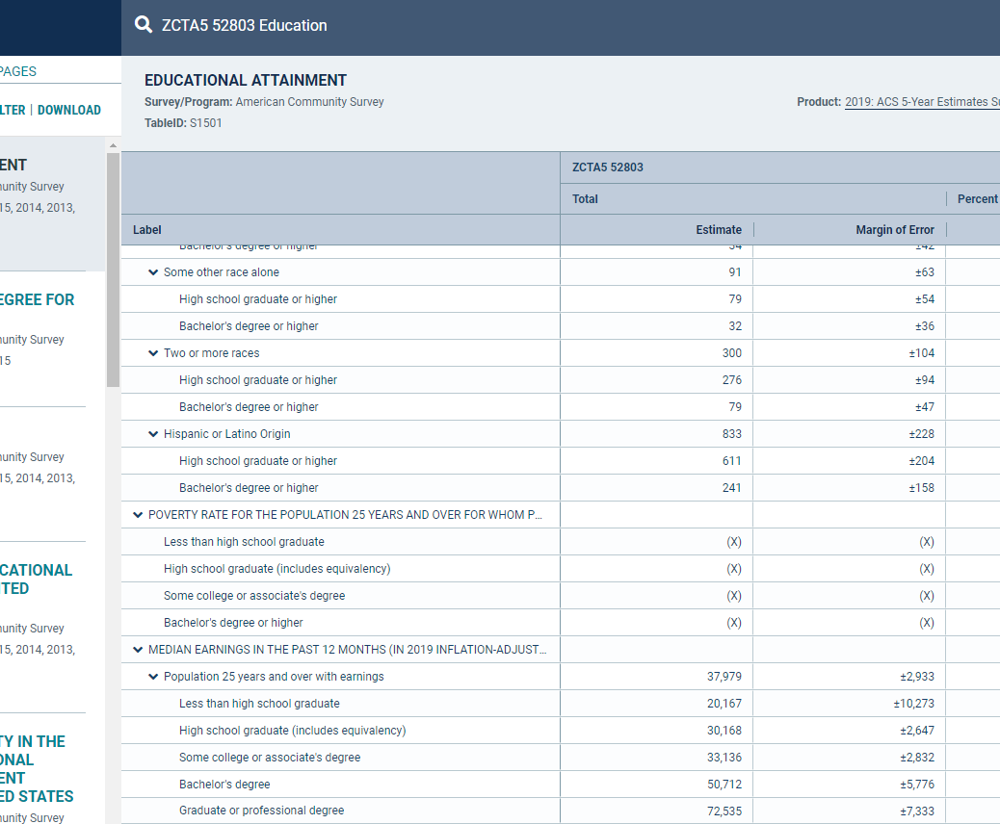 ZCTA5 52803 Education
PAGES
LTER | DOWNLOAD
EDUCATIONAL ATTAINMENT
Survey/Program: American Community Survey
Product: 2019: ACS 5-Year Estimates Su
TableID: S1501
ENT
nunity Survey
15, 2014, 2013,
EGREE FOR
nunity Survey
15
nunity Survey
15, 2014, 2013,
CATIONAL
ITED
nunity Survey
15, 2014, 2013,
TY IN THE
ONAL
ENT
ED STATES
nunity Survey
ZCTA5 52803
Total Percent
Label Estimate Margin of Error
Bachelor's degree or higher 34 ±42
Some other race alone 91 ±63
High school graduate or higher 79 ±54
Bachelor's degree or higher 32 ±36
Two or more races 300 ±104
High school graduate or higher 276 ±94
Bachelor's degree or higher 79 ±47
Hispanic or Latino Origin 833 ±228
High school graduate or higher 611 ±204
Bachelor's degree or higher 241 ±158
POVERTY RATE FOR THE POPULATION 25 YEARS AND OVER FOR WHOM P...
Less than high school graduate (X) (X)
High school graduate (includes equivalency) (X) (X)
Some college or associate's degree (X) (X)
Bachelor's degree or higher (X) (X)
MEDIAN EARNINGS IN THE PAST 12 MONTHS (IN 2019 INFLATION-ADJUST...
Population 25 years and over with earnings 37,979 ±2,933
Less than high school graduate 20,167 ±10,273
High school graduate (includes equivalency) 30,168 ±2,647
Some college or associate's degree 33,136 ±2,832
Bachelor's degree 50,712 ±5,776
Graduate or professional degree 72,535 ±7,333